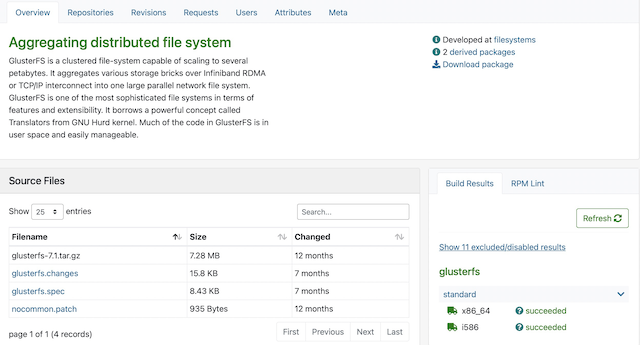 Overview Repositories Revisions Requests Users Attributes Meta
Aggregating distributed file system
GlusterFS is a clustered file-system capable of scaling to several
petabytes. It aggregates various storage bricks over Infiniband RDMA
or TCP/IP interconnect into one large parallel network file system.
GlusterFS is one of the most sophisticated file systems in terms of
features and extensibility. It borrows a powerful concept called
Translators from GNU Hurd kernel. Much of the code in GlusterFS is in
user space and easily manageable.
Developed at filesystems
2 derived packages
Download package
Source Files
Show 25 entries
Search...
Filename Size Changed
glusterfs-7.1.tar.gz 7.28 MB 12 months
glusterfs.changes 15.8 KB 7 months
glusterfs.spec 8.43 KB 7 months
nocommon.patch 935 Bytes 12 months
page 1 of 1 (4 records)
First Previous Next Last
Build Results RPM Lint
Refresh
Show 11 excluded/disabled results
glusterfs
standard
x86_64 succeeded
i586 succeeded